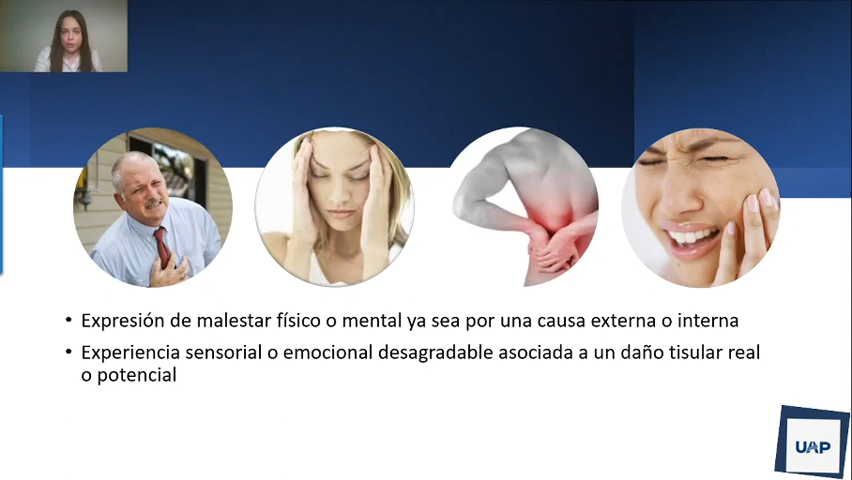 • Expresión de malestar físico o mental ya sea por una causa externa o interna
• Experiencia sensorial o emocional desagradable asociada a un daño tisular real
o potencial
UAP